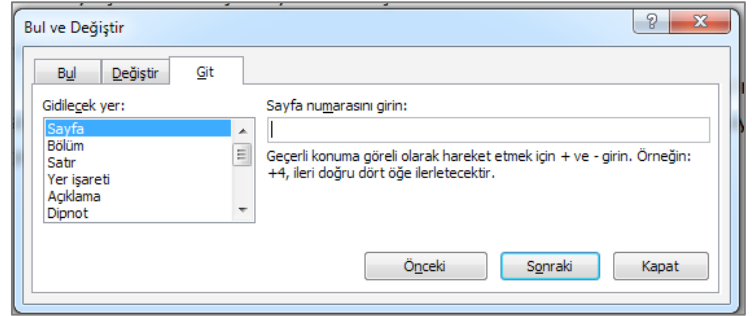 Bul ve Değiştir
Bul Değiştir Git
Gidilecek yer:
Sayfa
Bölüm
Satır
Yer işareti
Açıklama
Dipnot
Sayfa numarasını girin:
Geçerli konuma göreli olarak hareket etmek için + ve - girin. Örneğin:
+4, ileri doğru dört öğe ilerletecektir.
Önceki Sonraki Kapat